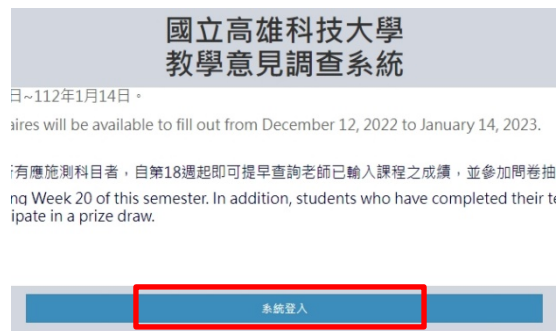 國立高雄科技大學
教學意見調查系統
日~112年1月14日。
aires will be available to fill out from December 12, 2022 to January 14, 2023.
有應施測科目者，自第18週起即可提早查詢老師已輸入課程之成績，並參加問卷抽
ng Week 20 of this semester. In addition, students who have completed their te
ipate in a prize draw.
系統登入